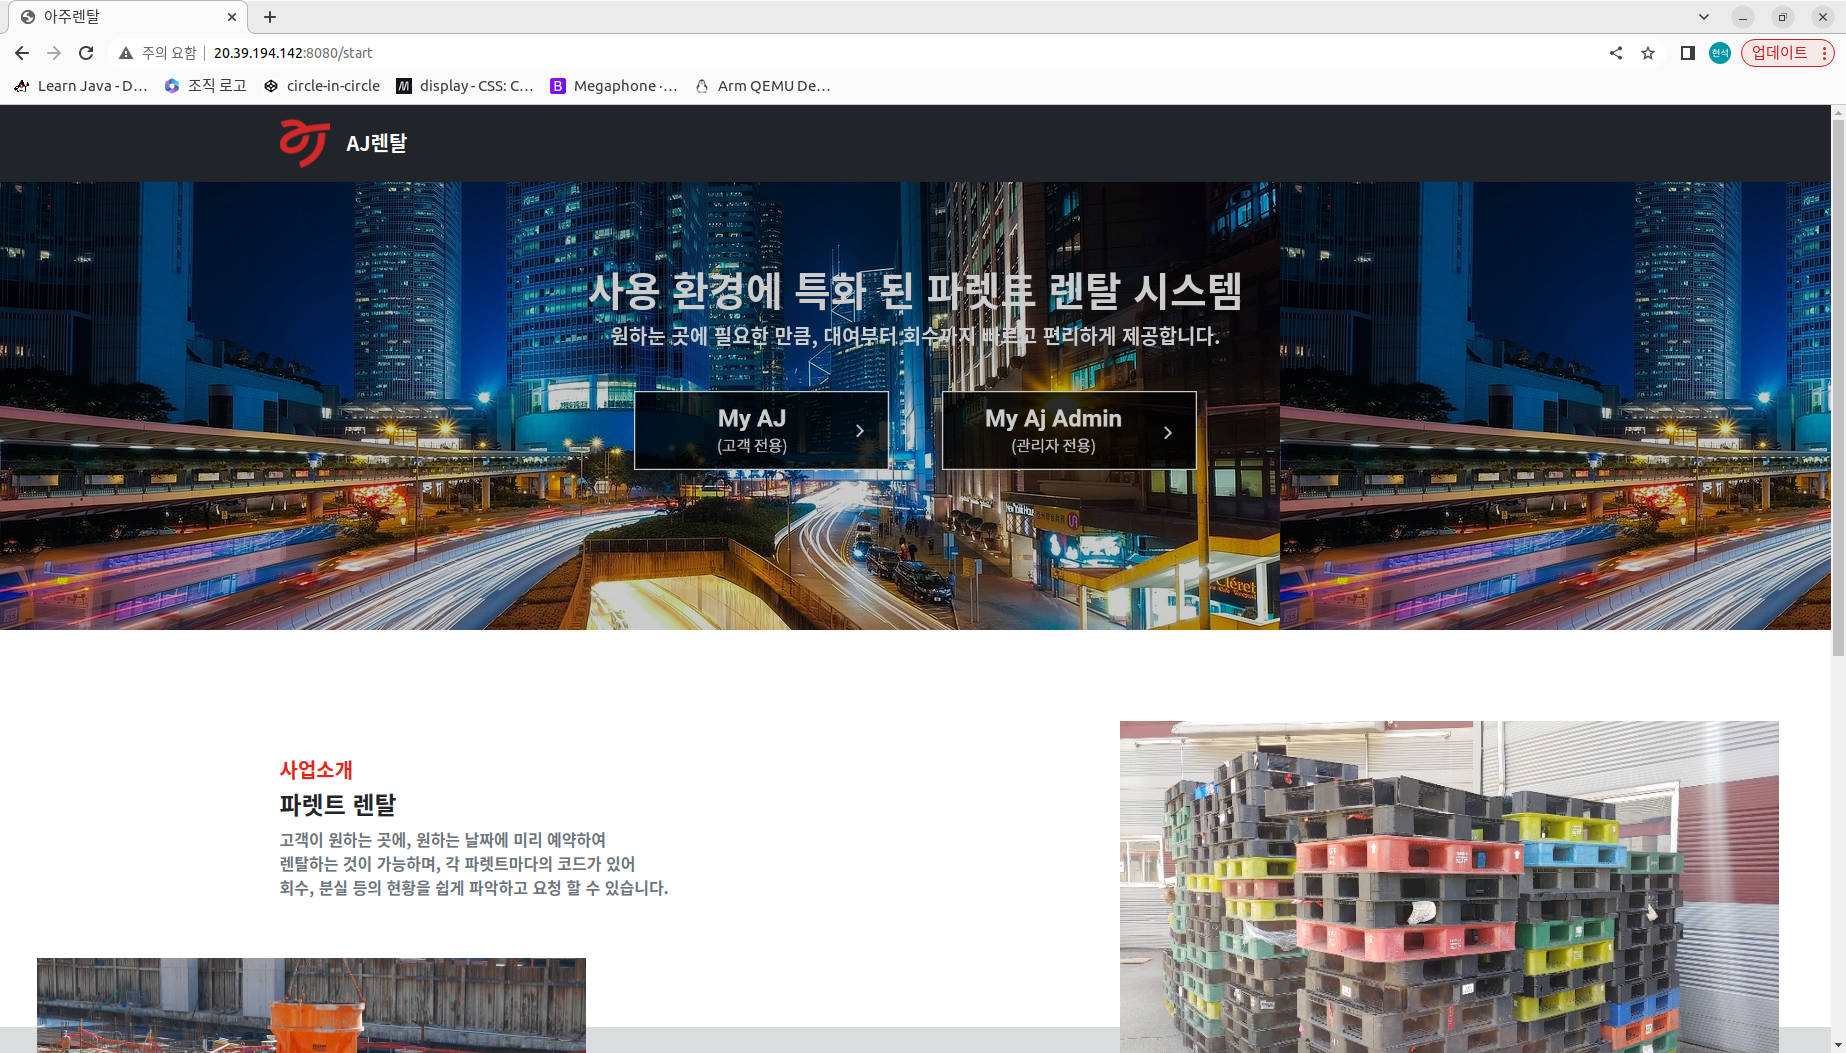 아주렌탈
주의 요함
20.39.194.142:8080/start
업데이트
현석
Learn Java - D...
조직 로고
circle-in-circle
display - CSS: C...
Megaphone ·...
Arm QEMU De...
AJ렌탈
사용 환경에 특화 된 파렛트 렌탈 시스템
원하는 곳에 필요한 만큼, 대여부터 회수까지 빠르고 편리하게 제공합니다.
My AJ
(고객 전용)
My Aj Admin
(관리자 전용)
사업소개
파렛트 렌탈
고객이 원하는 곳에, 원하는 날짜에 미리 예약하여
렌탈하는 것이 가능하며, 각 파렛트마다의 코드가 있어
회수, 분실 등의 현황을 쉽게 파악하고 요청 할 수 있습니다.